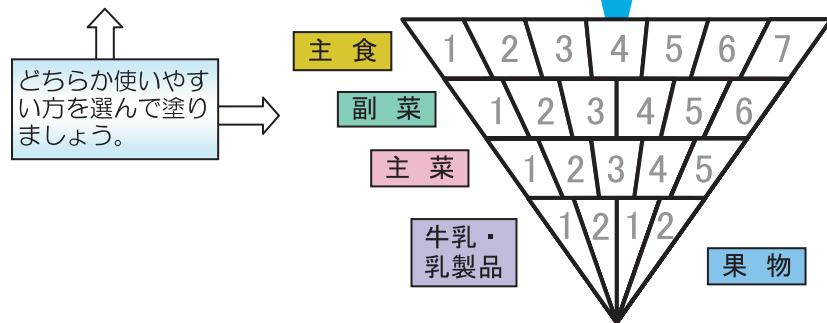 どちらか使いやす
い方を選んで塗り
ましょう。
主食 1 2 3 4 5 6 7
副菜 1 2 3 4 5 6
主菜 1 2 3 4 5
牛乳・
乳製品
1 2 1 2
果物